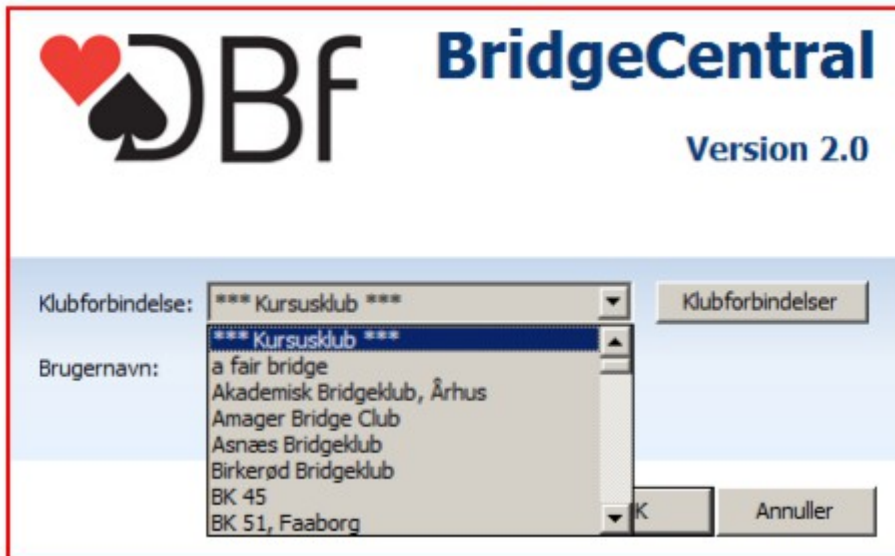 DBf
BridgeCentral
Version 2.0
Klubforbindelse:
*** Kursusklub ***
Klubforbindelser
*** Kursusklub ***
a fair bridge
Brugernavn:
Akademisk Bridgeklub, Århus
Amager Bridge Club
Asnæs Bridgeklub
Birkerød Bridgeklub
BK 45
BK 51, Faaborg
K
Annuller